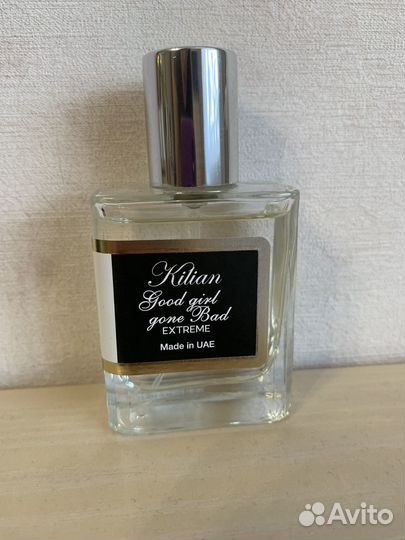 Kilian
Good girl
gone Bad
EXTREME
Made in UAE
Avito